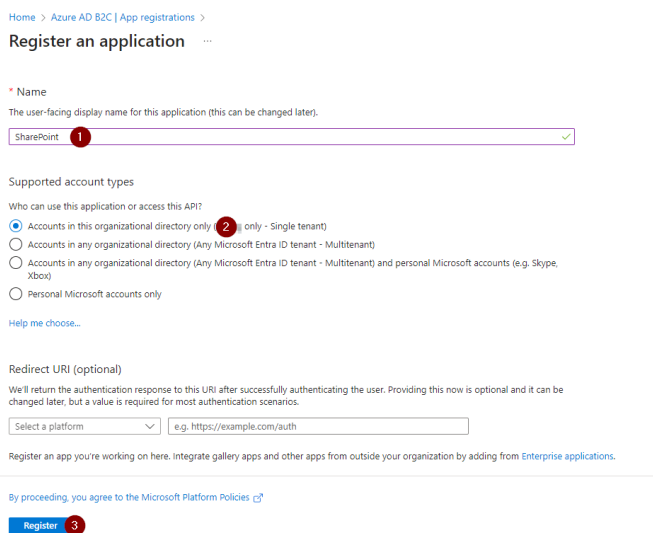 Home > Azure AD B2C | App registrations >
Register an application ...
* Name
The user-facing display name for this application (this can be changed later).
SharePoint 1
Supported account types
Who can use this application or access this API?
Accounts in this organizational directory only ( 2 only - Single tenant)
Accounts in any organizational directory (Any Microsoft Entra ID tenant - Multitenant)
Accounts in any organizational directory (Any Microsoft Entra ID tenant - Multitenant) and personal Microsoft accounts (e.g. Skype,
Xbox)
Personal Microsoft accounts only
Help me choose...
Redirect URI (optional)
We'll return the authentication response to this URI after successfully authenticating the user. Providing this now is optional and it can be
changed later, but a value is required for most authentication scenarios.
Select a platform e.g. https://example.com/auth
Register an app you're working on here. Integrate gallery apps and other apps from outside your organization by adding from Enterprise applications.
By proceeding, you agree to the Microsoft Platform Policies
Register 3